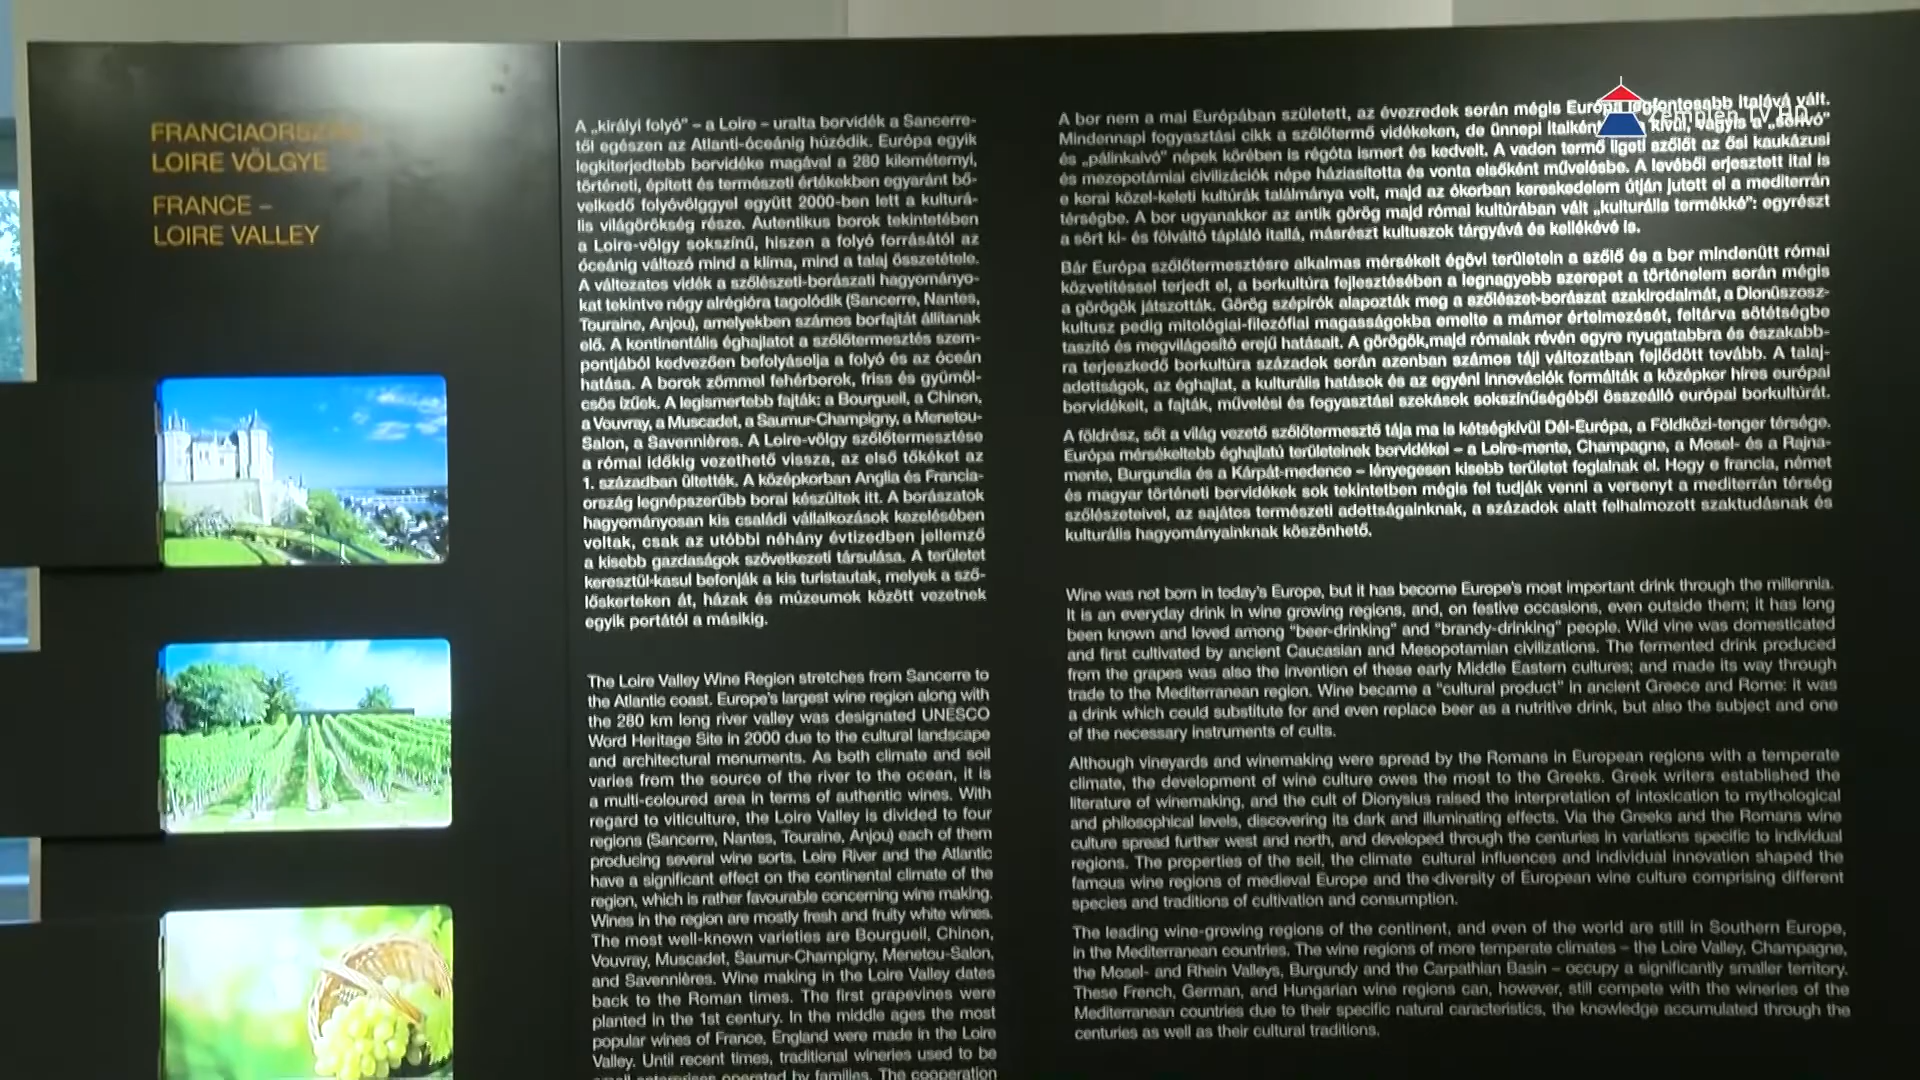 FRANCIAORSZÁG
LOIRE VÖLGYE
FRANCE –
LOIRE VALLEY
A „királyi folyó” – a Loire – uralta borvidék a Sancerre-
től egészen az Atlanti-óceánig húzódik. Európa egyik
legkiterjedtebb borvidéke magával a 280 kilométernyi,
történeti, épített és természeti értékekben egyaránt bő-
velkedő folyóvölggyel együtt 2000-ben lett a kulturá-
lis világörökség része. Autentikus borok tekintetében
a Loire-völgy sokszínű, hiszen a folyó forrásától az
óceánig változó mind a klíma, mind a talaj összetétele.
A változatos vidék a szőlészeti-borászati hagyományo-
kat tekintve négy alrégióra tagolódik (Sancerre, Nantes,
Touraine, Anjou), amelyekben számos borfajtát állítanak
elő. A kontinentális éghajlatot a szőlőtermesztés szem-
pontjából kedvezően befolyásolja a folyó és az óceán
hatása. A borok zömmel fehérborok, friss és gyümöl-
csös ízűek. A legismertebb fajták: a Bourgueil, a Chinon,
a Vouvray, a Muscadet, a Saumur-Champigny, a Menetou-
Salon, a Savennières. A Loire-völgy szőlőtermesztése
a római időkig vezethető vissza, az első tőkéket az
1. században ültették. A középkorban Anglia és Francia-
ország legnépszerűbb borai készültek itt. A borászatok
hagyományosan kis családi vállalkozások kezelésében
voltak, csak az utóbbi néhány évtizedben jellemző
a kisebb gazdaságok szövetkezeti társulása. A területet
keresztül-kasul befonják a kis turistautak, melyek a sző-
lőskerteken át, házak és múzeumok között vezetnek
egyik portától a másikig.
The Loire Valley Wine Region stretches from Sancerre to
the Atlantic coast. Europe's largest wine region along with
the 280 km long river valley was designated UNESCO
Word Heritage Site in 2000 due to the cultural landscape
and architectural monuments. As both climate and soil
varies from the source of the river to the ocean, it is
a multi-coloured area in terms of authentic wines. With
regard to viticulture, the Loire Valley is divided to four
regions (Sancerre, Nantes, Touraine, Anjou) each of them
producing several wine sorts. Loire River and the Atlantic
have a significant effect on the continental climate of the
region, which is rather favourable concerning wine making.
Wines in the region are mostly fresh and fruity white wines.
The most well-known varieties are Bourgueil, Chinon,
Vouvray, Muscadet, Saumur-Champigny, Menetou-Salon,
and Savennières. Wine making in the Loire Valley dates
back to the Roman times. The first grapevines were
planted in the 1st century. In the middle ages the most
popular wines of France, England were made in the Loire
Valley. Until recent times, traditional wineries used to be
small enterprises operated by families. The cooperation
A bor nem a mai Európában született, az évezredek során mégis Európa legfontosabb italává vált.
Mindennapi fogyasztási cikk a szőlőtermő vidékeken, de ünnepi italként kívül, vagyis a „sörivó”
és „pálinkaivó” népek körében is régóta ismert és kedvelt. A vadon termő ligeti szőlőt az ősi kaukázusi
és mezopotámiai civilizációk népe háziasította és vonta elsőként művelésbe. A levéből erjesztett ital is
e korai közel-keleti kultúrák találmánya volt, majd az ókorban kereskedelem útján jutott el a mediterrán
térségbe. A bor ugyanakkor az antik görög majd római kultúrában vált „kulturális termékké”: egyrészt
a sört ki- és fölváltó tápláló itallá, másrészt kultuszok tárgyává és kellékévé is.
Bár Európa szőlőtermesztésre alkalmas mérsékelt égövi területein a szőlő és a bor mindenütt római
közvetítéssel terjedt el, a borkultúra fejlesztésében a legnagyobb szerepet a történelem során mégis
a görögök játszották. Görög szépírók alapozták meg a szőlészet-borászat szakirodalmát, a Dionűszosz-
kultusz pedig mitológiai-filozófiai magasságokba emelte a mámor értelmezését, feltárva sötétségbe
taszító és megvilágosító erejű hatásait. A görögök,majd rómaiak révén egyre nyugatabbra és északabb-
ra terjeszkedő borkultúra századok során azonban számos táji változatban fejlődött tovább. A talaj-
adottságok, az éghajlat, a kulturális hatások és az egyéni innovációk formálták a középkor híres európai
borvidékeit, a fajták, művelési és fogyasztási szokások sokszínűségéből összeálló európai borkultúrát.
A földrész, sőt a világ vezető szőlőtermesztő tája ma is kétségkívül Dél-Európa, a Földközi-tenger térsége.
Európa mérsékeltebb éghajlatú területeinek borvidékei – a Loire-mente, Champagne, a Mosel- és a Rajna-
mente, Burgundia és a Kárpát-medence – lényegesen kisebb területet foglalnak el. Hogy e francia, német
és magyar történeti borvidékek sok tekintetben mégis fel tudják venni a versenyt a mediterrán térség
szőlészeteivel, az sajátos természeti adottságainknak, a századok alatt felhalmozott szaktudásnak és
kulturális hagyományainknak köszönhető.
Wine was not born in today's Europe, but it has become Europe's most important drink through the millennia.
It is an everyday drink in wine growing regions, and, on festive occasions, even outside them; it has long
been known and loved among “beer-drinking” and “brandy-drinking” people. Wild vine was domesticated
and first cultivated by ancient Caucasian and Mesopotamian civilizations. The fermented drink produced
from the grapes was also the invention of these early Middle Eastern cultures; and made its way through
trade to the Mediterranean region. Wine became a “cultural product” in ancient Greece and Rome: it was
a drink which could substitute for and even replace beer as a nutritive drink, but also the subject and one
of the necessary instruments of cults.
Although vineyards and winemaking were spread by the Romans in European regions with a temperate
climate, the development of wine culture owes the most to the Greeks. Greek writers established the
literature of winemaking, and the cult of Dionysius raised the interpretation of intoxication to mythological
and philosophical levels, discovering its dark and illuminating effects. Via the Greeks and the Romans wine
culture spread further west and north, and developed through the centuries in variations specific to individual
regions. The properties of the soil, the climate cultural influences and individual innovation shaped the
famous wine regions of medieval Europe and the diversity of European wine culture comprising different
species and traditions of cultivation and consumption.
The leading wine-growing regions of the continent, and even of the world are still in Southern Europe,
in the Mediterranean countries. The wine regions of more temperate climates – the Loire Valley, Champagne,
the Mosel- and Rhein Valleys, Burgundy and the Carpathian Basin – occupy a significantly smaller territory.
These French, German, and Hungarian wine regions can, however, still compete with the wineries of the
Mediterranean countries due to their specific natural caracteristics, the knowledge accumulated through the
centuries as well as their cultural traditions.
Zemplén TV HD